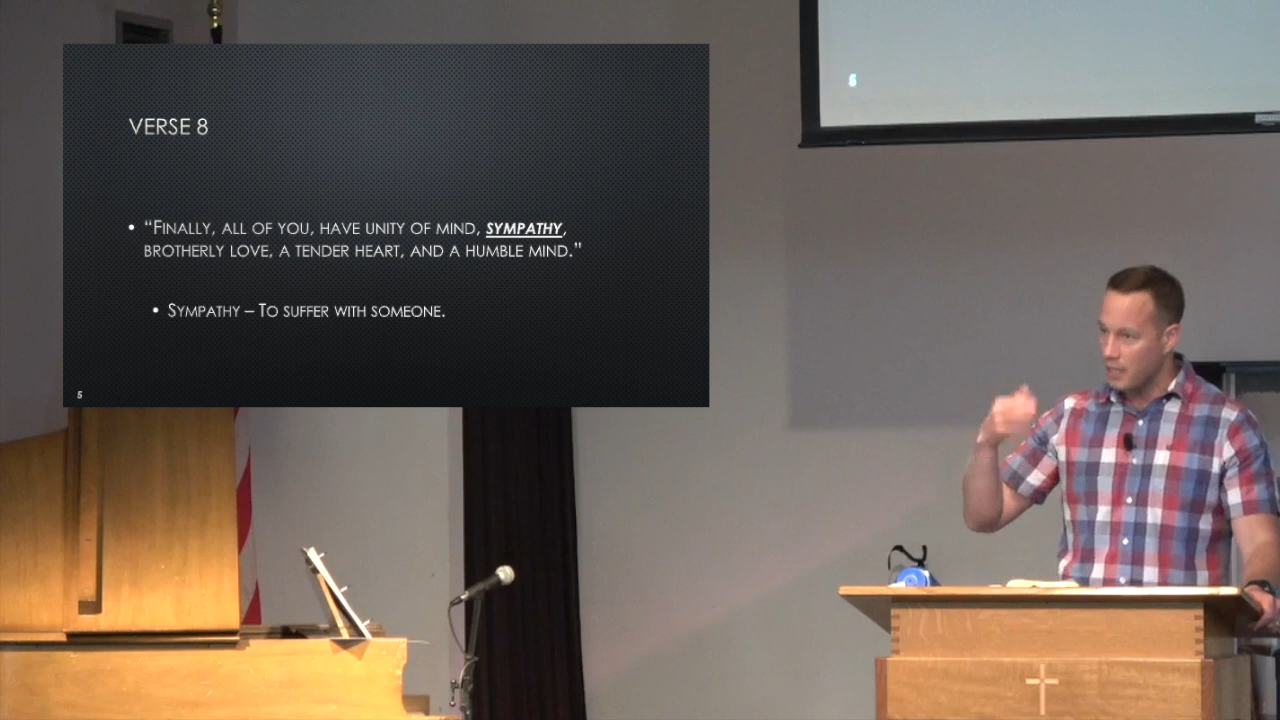 VERSE 8
• “FINALLY, ALL OF YOU, HAVE UNITY OF MIND, SYMPATHY,
BROTHERLY LOVE, A TENDER HEART, AND A HUMBLE MIND.”
• SYMPATHY – TO SUFFER WITH SOMEONE.
5
5